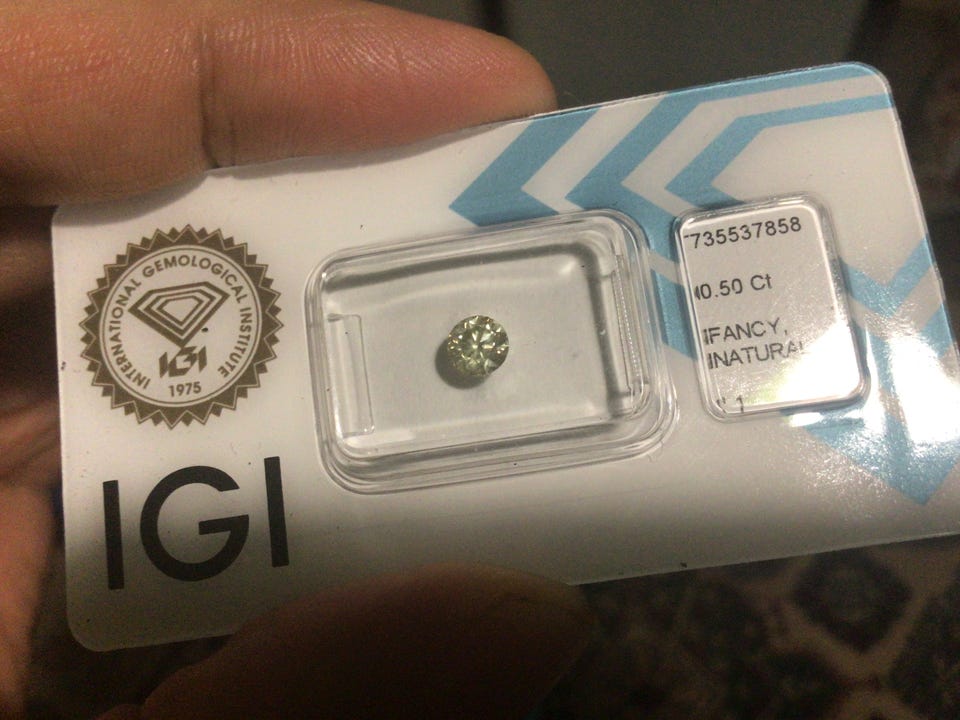 INTERNATIONAL GEMOLOGICAL INSTITUTE
IGI
1975
IGI
735537858
0.50 Ct
FANCY,
NATURAL